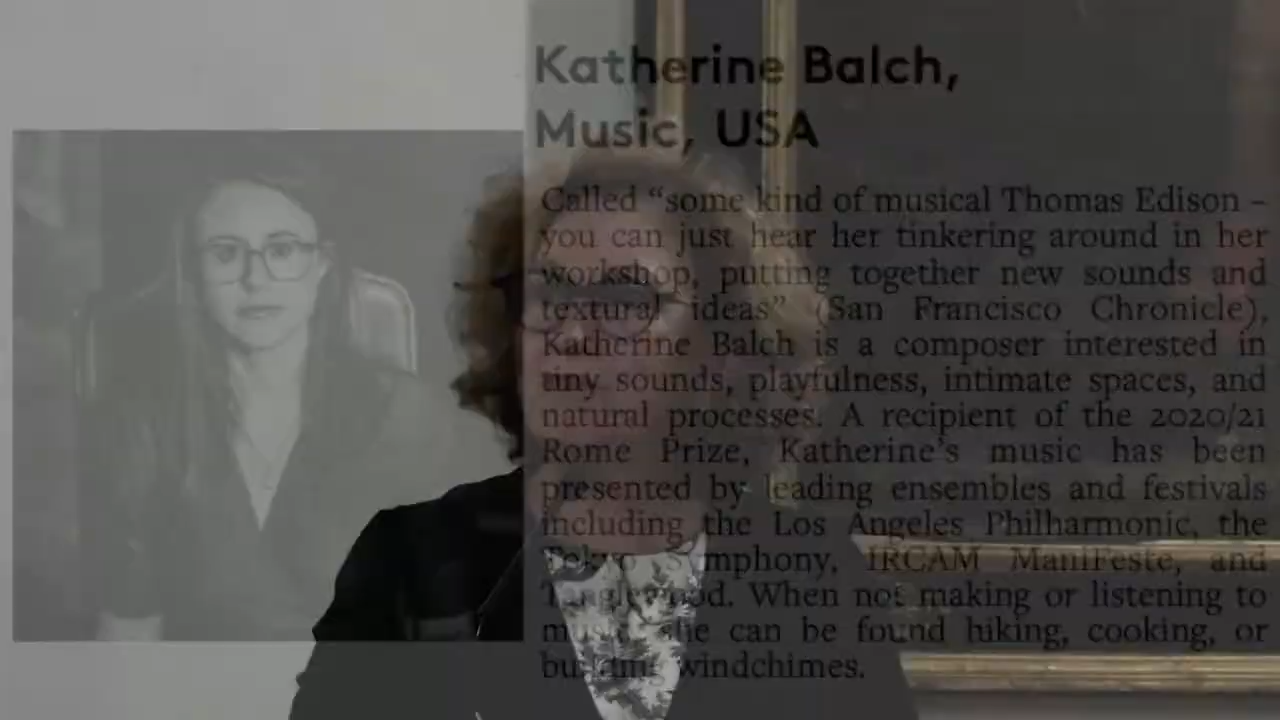 Katherine Balch,
Music, USA
Called “some kind of musical Thomas Edison –
you can just hear her tinkering around in her
workshop, putting together new sounds and
textural ideas” (San Francisco Chronicle),
Katherine Balch is a composer interested in
tiny sounds, playfulness, intimate spaces, and
natural processes. A recipient of the 2020/21
Rome Prize, Katherine's music has been
presented by leading ensembles and festivals
including the Los Angeles Philharmonic, the
Tokyo Symphony, IRCAM ManiFeste, and
Tanglewood. When not making or listening to
music, she can be found hiking, cooking, or
building windchimes.